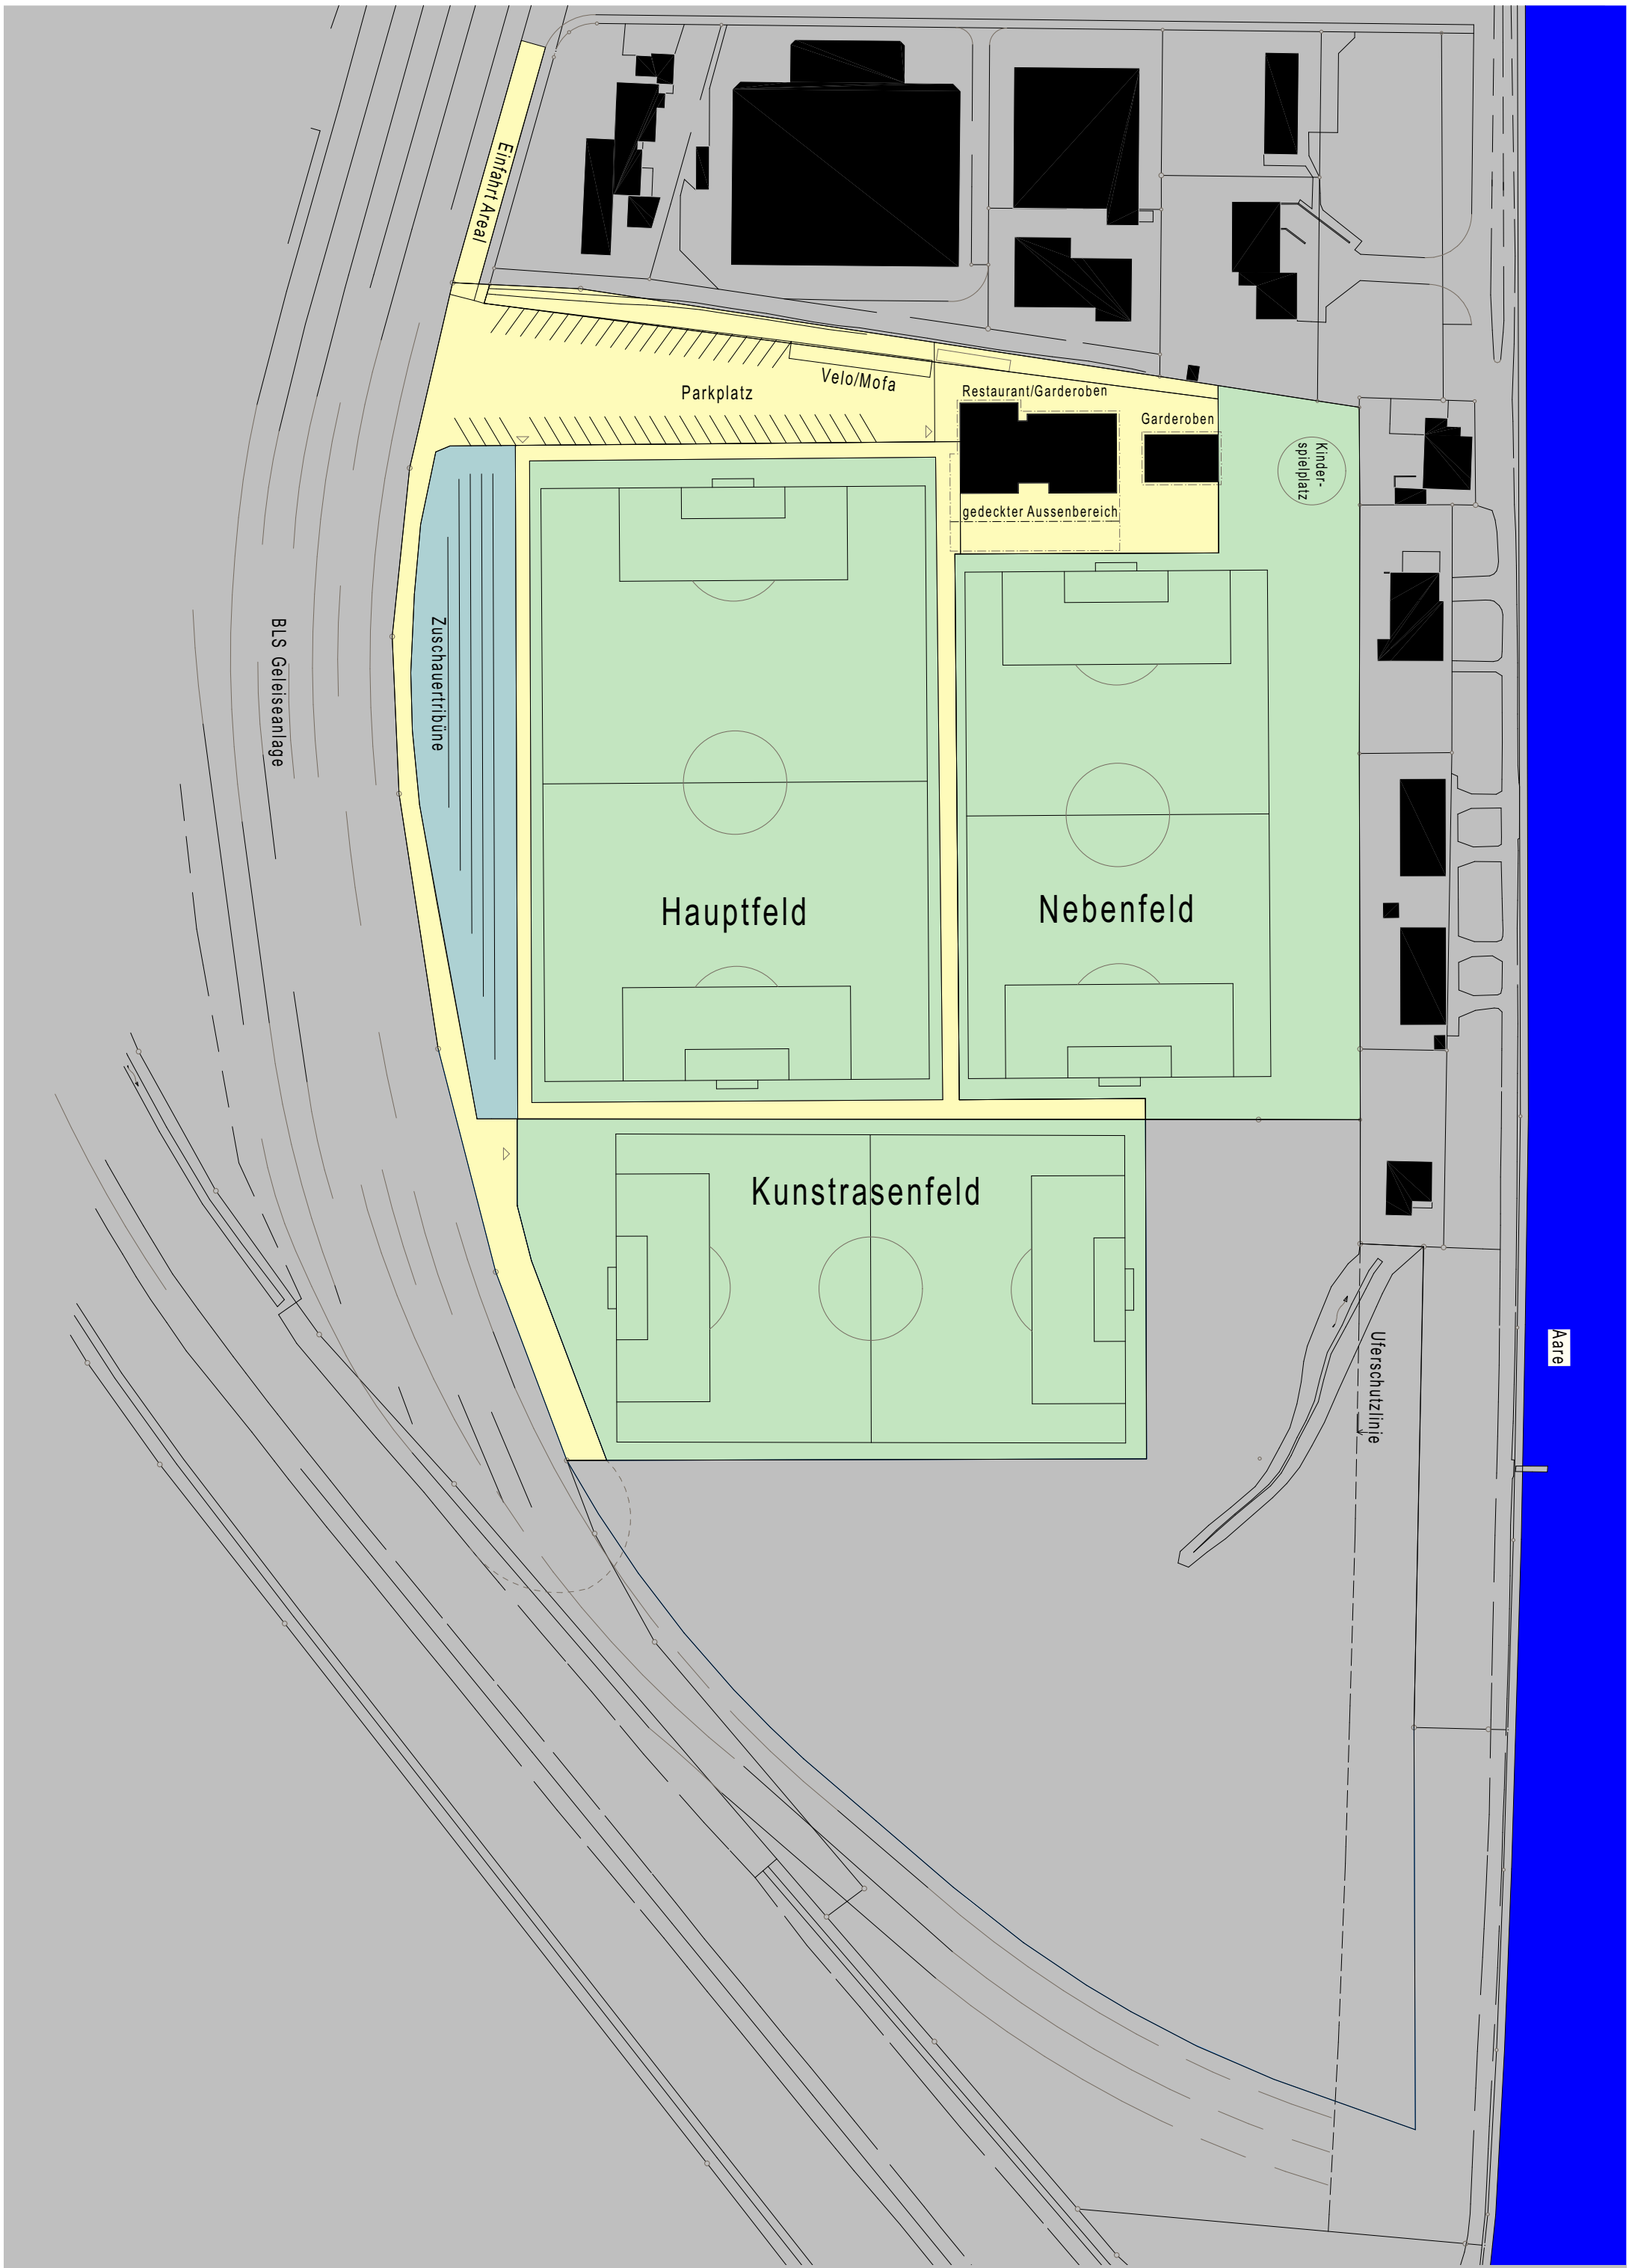 Einfahrt Areal
Parkplatz
Velo/Mofa
Restaurant/Garderoben
Garderoben
Kinder-
spielplatz
gedeckter Aussenbereich
BLS Geleiseanlage
Zuschauertribüne
Hauptfeld
Nebenfeld
Kunstrasenfeld
Uferschutzlinie
Aare